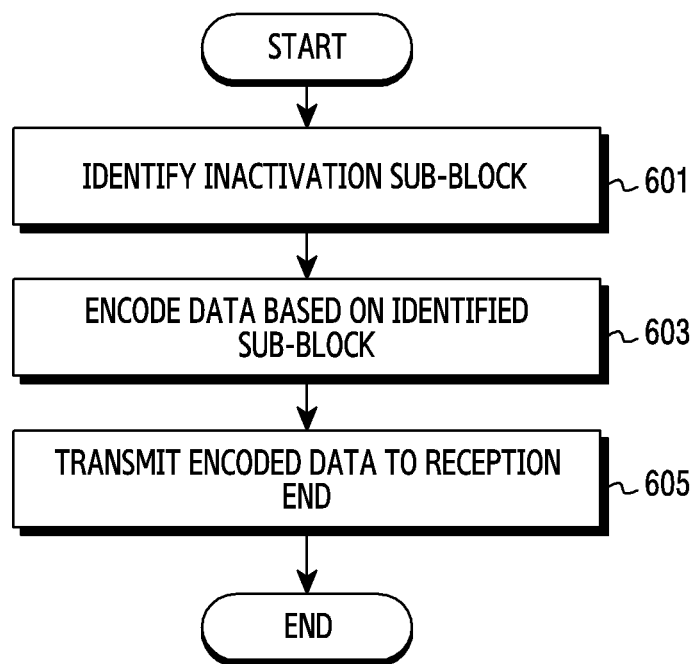 START
IDENTIFY INACTIVATION SUB-BLOCK
601
ENCODE DATA BASED ON IDENTIFIED
SUB-BLOCK
603
TRANSMIT ENCODED DATA TO RECEPTION
END
605
END